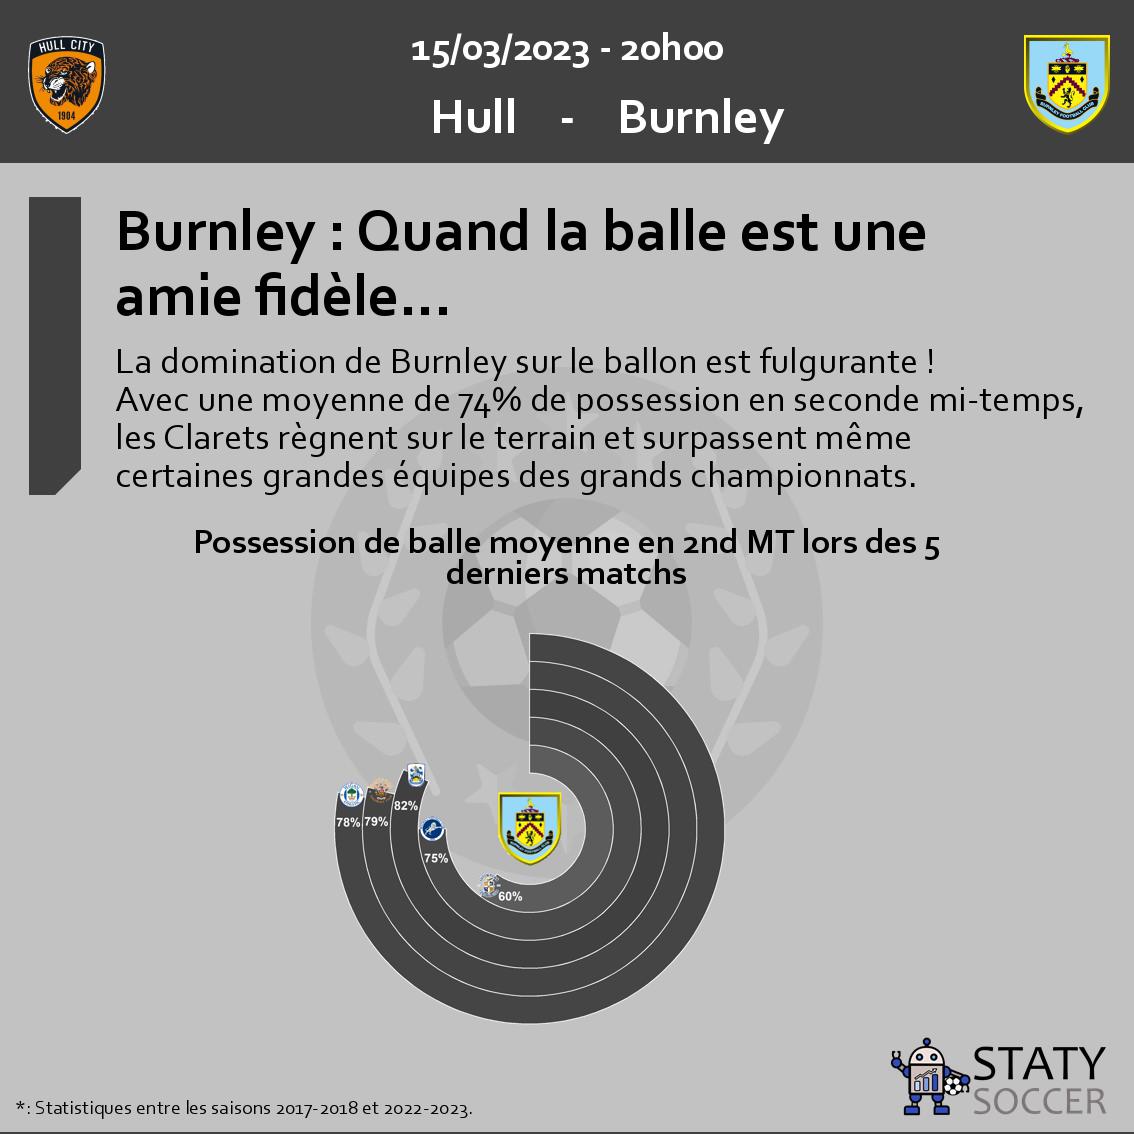 HULL CITY
1904
15/03/2023 - 20h00
Hull - Burnley
BURNLEY FOOTBALL CLUB
Burnley : Quand la balle est une
amie fidèle...
La domination de Burnley sur le ballon est fulgurante !
Avec une moyenne de 74% de possession en seconde mi-temps,
les Clarets règnent sur le terrain et surpassent même
certaines grandes équipes des grands championnats.
Possession de balle moyenne en 2nd MT lors des 5
derniers matchs
78%
79%
82%
75%
60%
STATY
SOCCER
*: Statistiques entre les saisons 2017-2018 et 2022-2023.